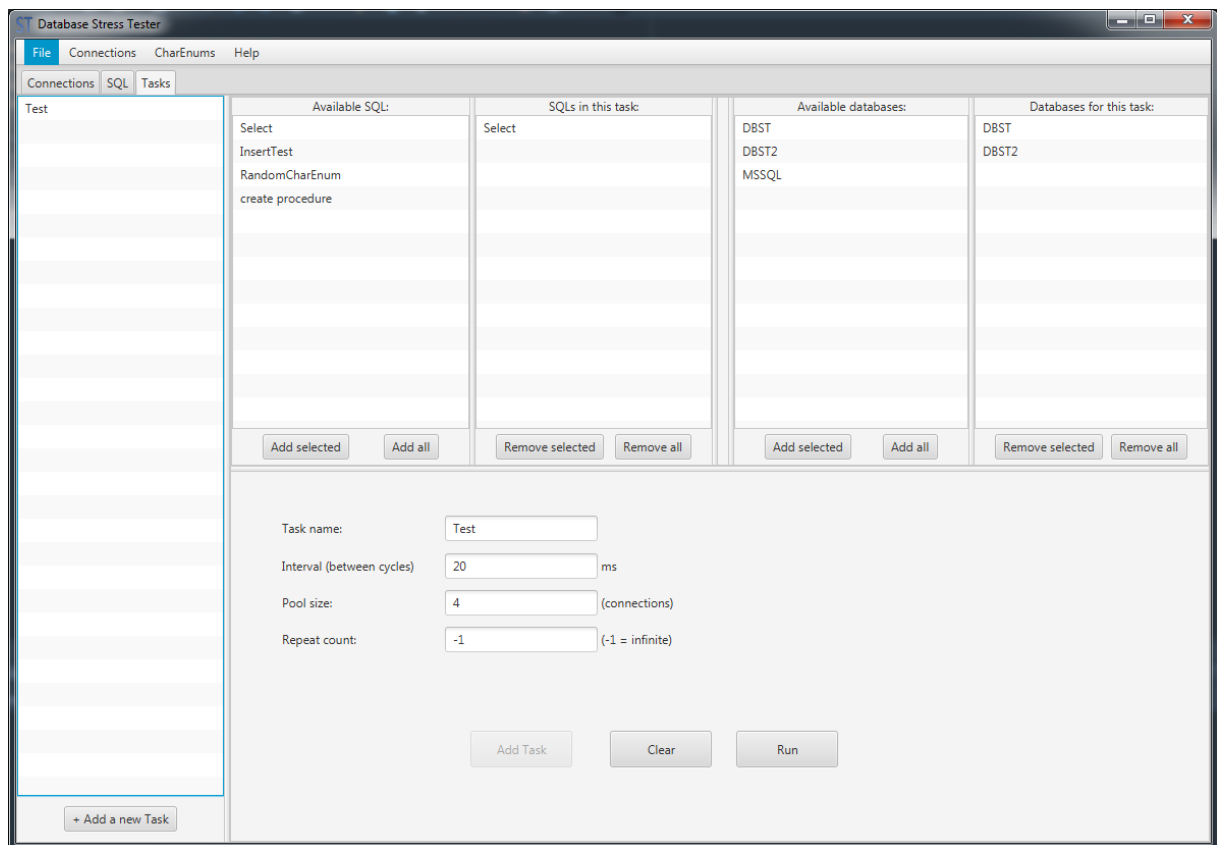 ST Database Stress Tester
File Connections CharEnums Help
Connections SQL Tasks
Test
+ Add a new Task
Available SQL:
Select
InsertTest
RandomCharEnum
create procedure
Add selected Add all
SQLs in this task:
Select
Remove selected Remove all
Available databases:
DBST
DBST2
MSSQL
Add selected Add all
Databases for this task:
DBST
DBST2
Remove selected Remove all
Task name: Test
Interval (between cycles) 20 ms
Pool size: 4 (connections)
Repeat count: -1 (-1 = infinite)
Add Task Clear Run